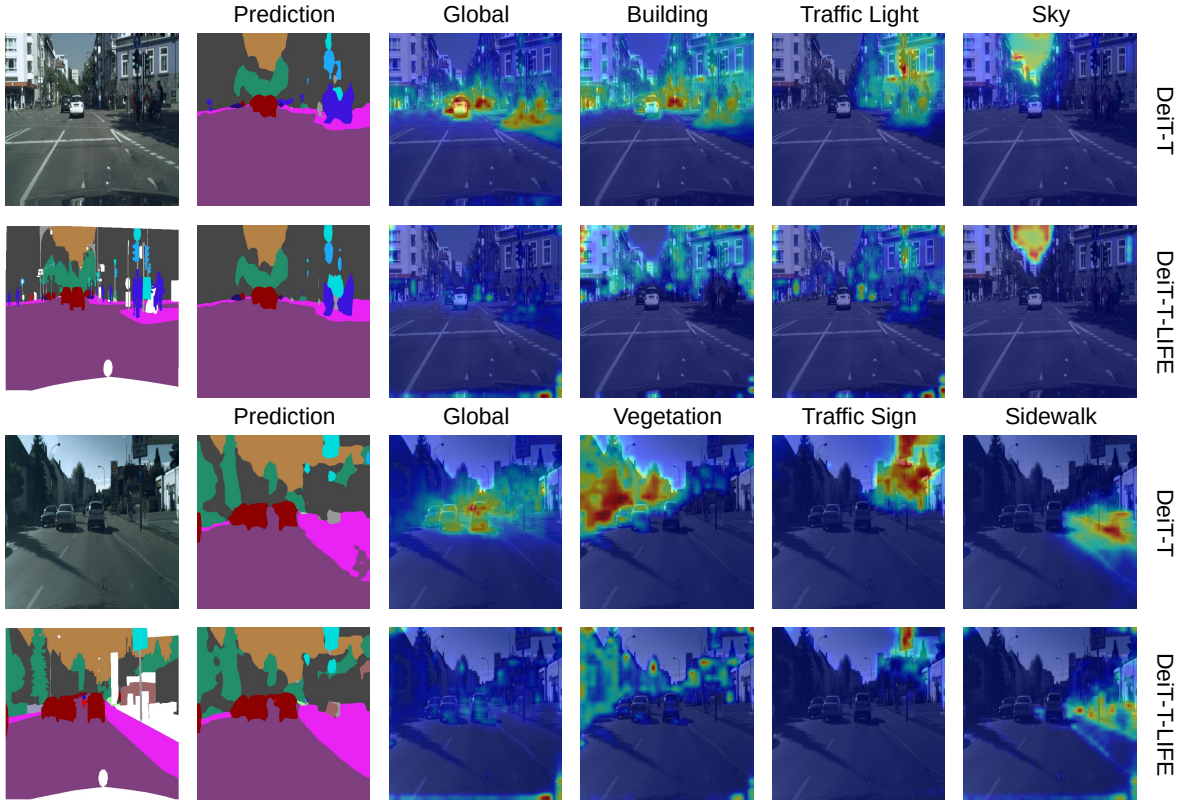 Prediction Global Building Traffic Light Sky
DeiT-T
DeiT-T-LIFE
Prediction Global Vegetation Traffic Sign Sidewalk
DeiT-T
DeiT-T-LIFE